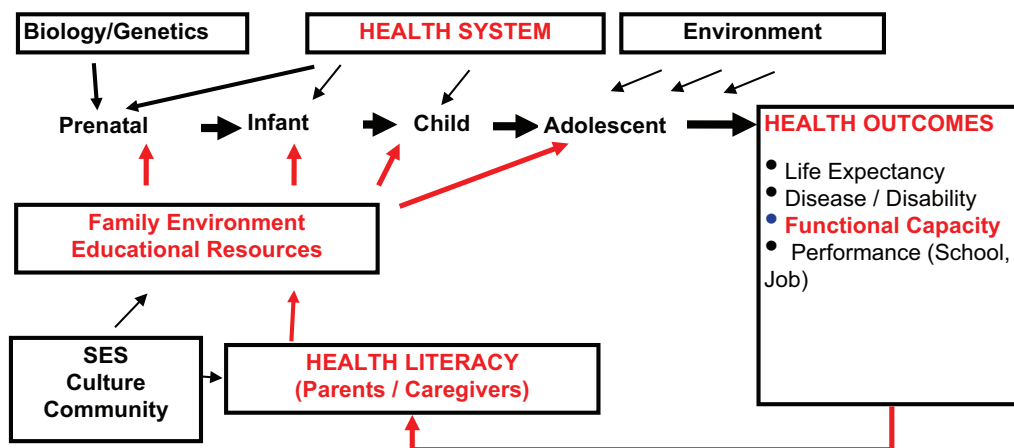 Biology/Genetics
HEALTH SYSTEM
Environment
Prenatal
Infant
Child
Adolescent
HEALTH OUTCOMES
• Life Expectancy
• Disease / Disability
• Functional Capacity
• Performance (School,
Job)
Family Environment
Educational Resources
SES
Culture
Community
HEALTH LITERACY
(Parents / Caregivers)